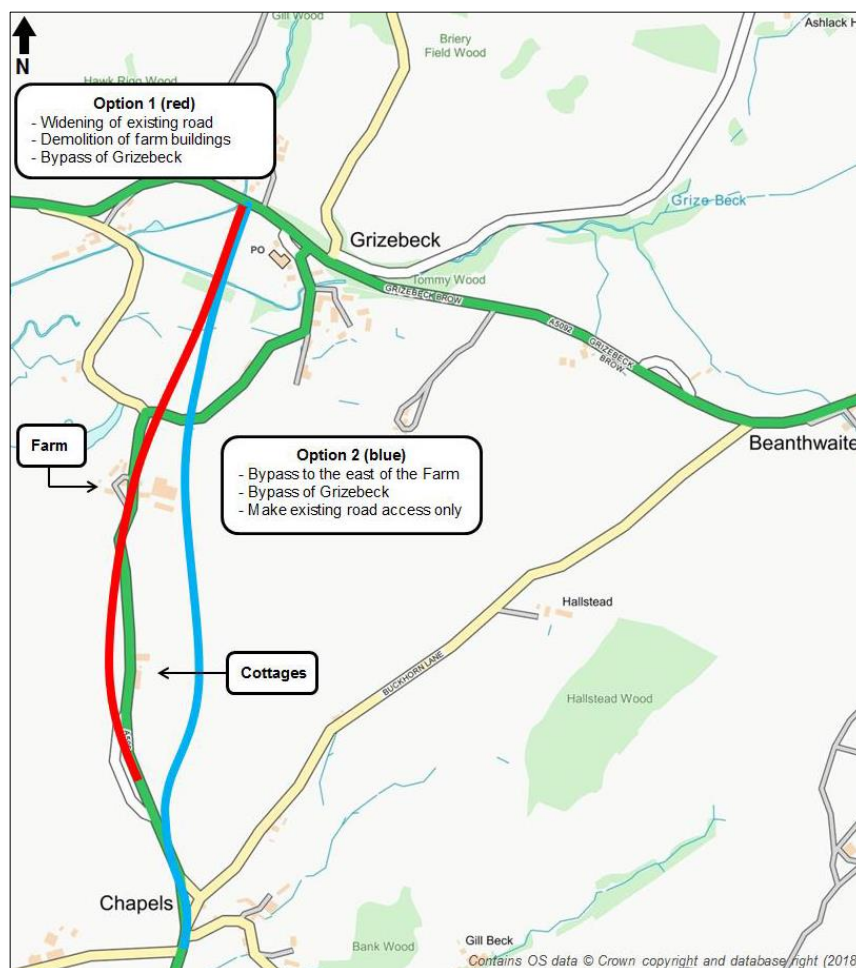 Gill Wood
Ashlack H
Briery
Field Wood
N
Hawk Rigg Wood
Option 1 (red)
- Widening of existing road
- Demolition of farm buildings
- Bypass of Grizebeck
Grize Beck
Grizebeck
PO
Tommy Wood
GRIZEBECK BROW
A5092
GRIZEBECK
BROW
Farm
Option 2 (blue)
- Bypass to the east of the Farm
- Bypass of Grizebeck
- Make existing road access only
Beanthwaite
Hallstead
Cottages
BUCKHORN LANE
Hallstead Wood
Chapels
Bank Wood
Gill Beck
Contains OS data © Crown copyright and database right (2018